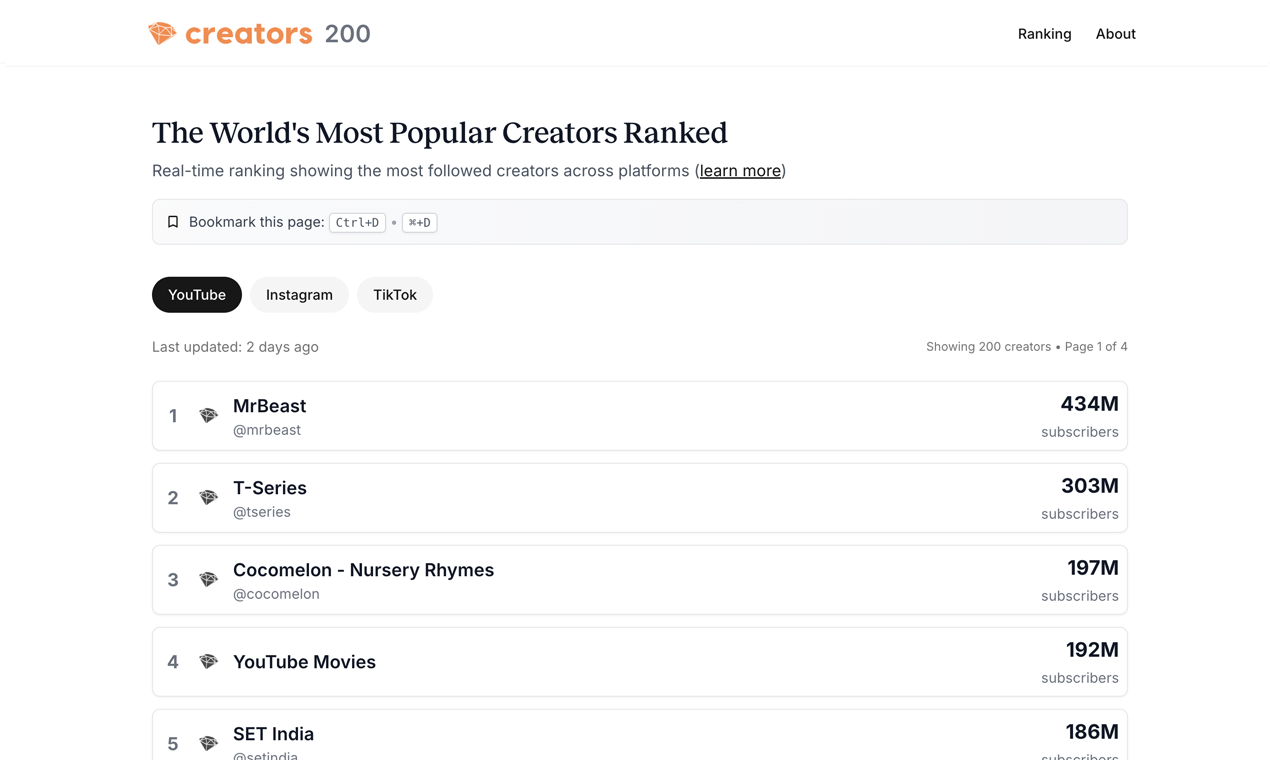 creators 200
Ranking About
The World's Most Popular Creators Ranked
Real-time ranking showing the most followed creators across platforms (learn more)
Bookmark this page: Ctrl+D • ⌘+D
YouTube Instagram TikTok
Last updated: 2 days ago
Showing 200 creators • Page 1 of 4
1
MrBeast
@mrbeast
434M
subscribers
2
T-Series
@tseries
303M
subscribers
3
Cocomelon - Nursery Rhymes
@cocomelon
197M
subscribers
4
YouTube Movies
192M
subscribers
5
SET India
@setindia
186M
subscribers